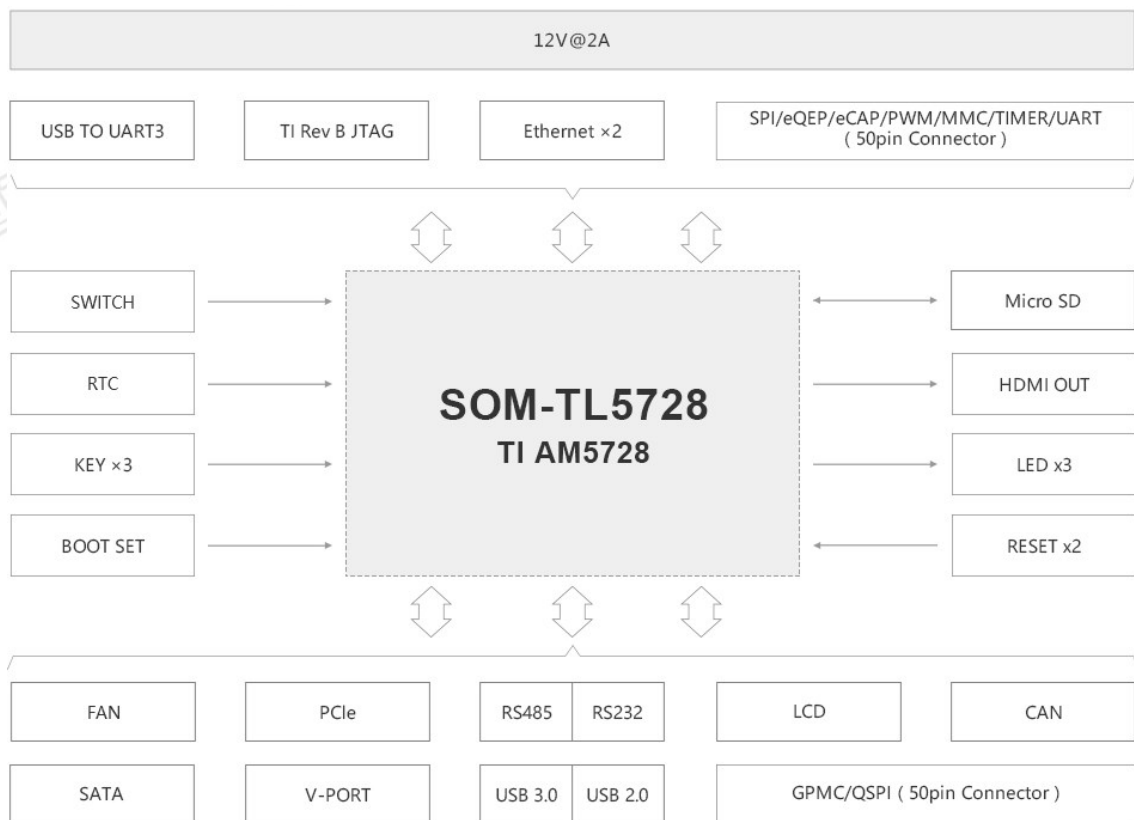 12V@2A
USB TO UART3
TI Rev B JTAG
Ethernet ×2
SPI/eQEP/eCAP/PWM/MMC/TIMER/UART
( 50pin Connector )
SWITCH
Micro SD
RTC
HDMI OUT
SOM-TL5728
TI AM5728
KEY ×3
LED x3
BOOT SET
RESET x2
FAN
PCIe
RS485
RS232
LCD
CAN
SATA
V-PORT
USB 3.0
USB 2.0
GPMC/QSPI ( 50pin Connector )